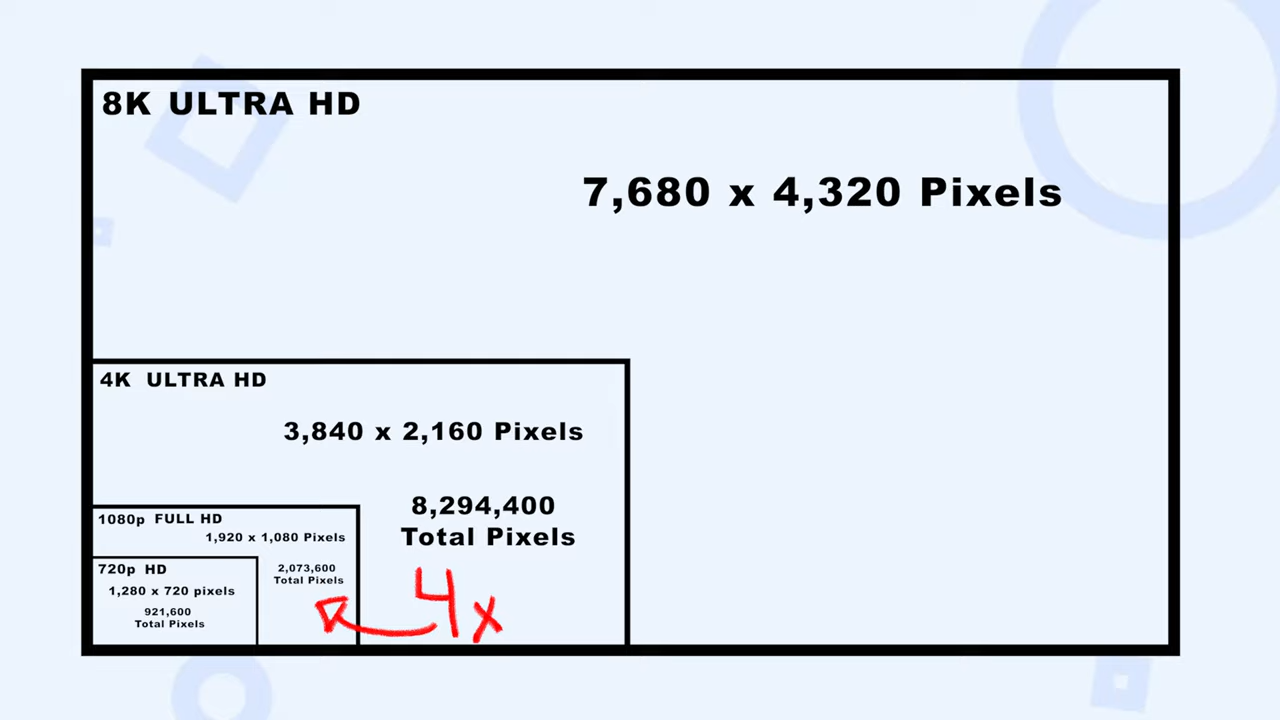 8K ULTRA HD
7,680 x 4,320 Pixels
4K ULTRA HD
3,840 x 2,160 Pixels
8,294,400
Total Pixels
1080p FULL HD
1,920 x 1,080 Pixels
2,073,600
Total Pixels
720p HD
1,280 x 720 pixels
921,600
Total Pixels
4x